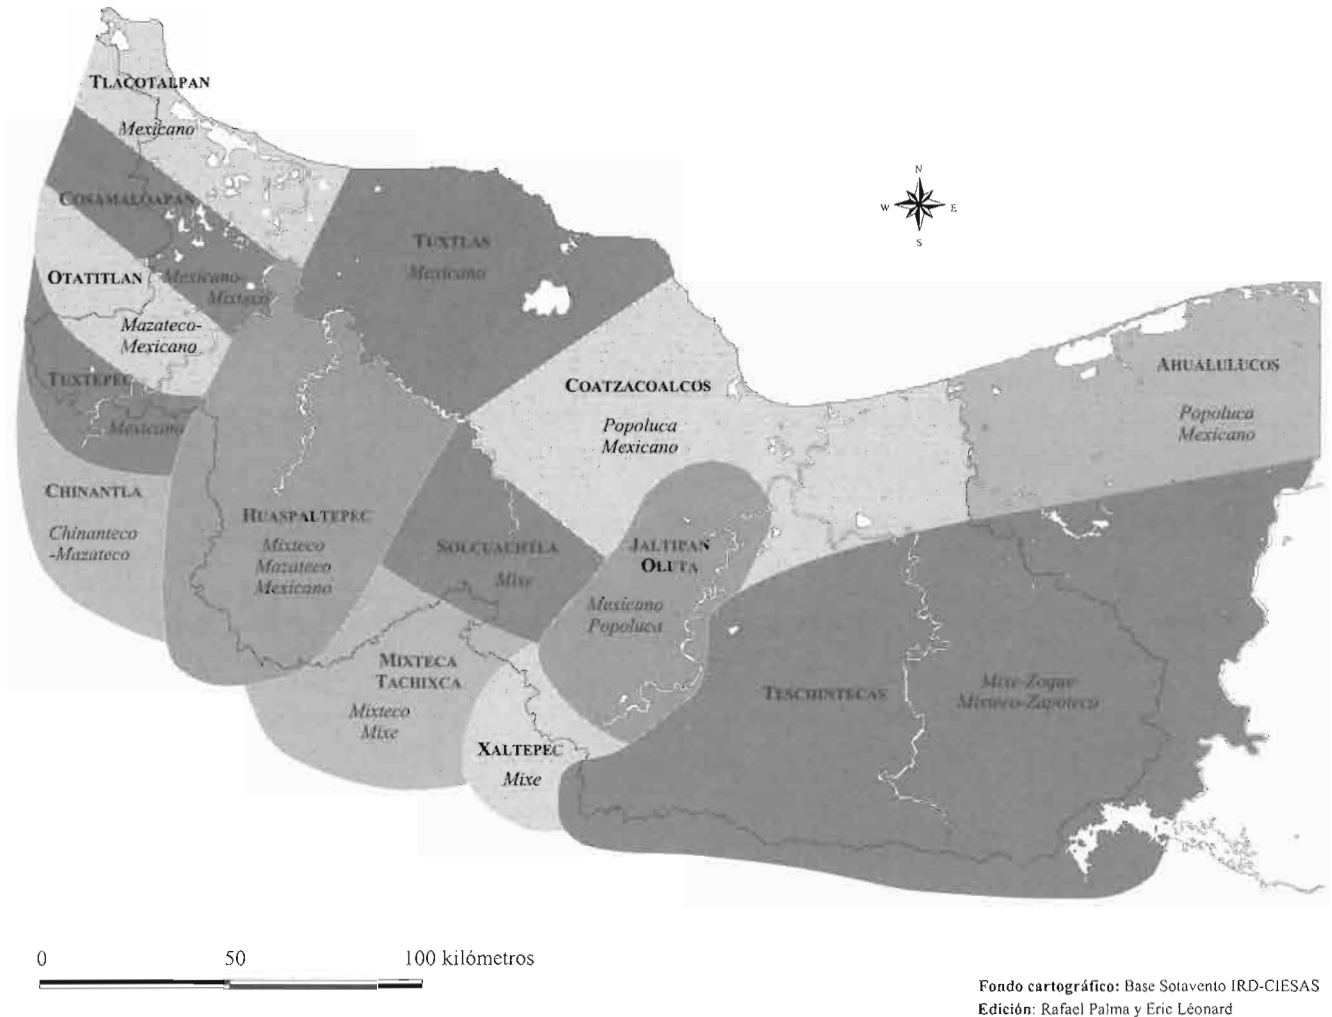 TLACOTALPAN
Mexicano
N
W
E
S
COSAMALOAPAN
TUXTLAS
Mexicano
OTATITLAN
Mexicano-
Mixteco
Mazateco-
Mexicano
TUXTEPEC
Mexicano
COATZACOALCOS
Popoluca
Mexicano
AHUALULUCOS
Popoluca
Mexicano
CHINANTLA
Chinanteco
-Mazateco
HUASPALTEPEC
Mixteco
Mazateco
Mexicano
SOLCUAUHTLA
Mixe
JALTIPAN
OLUTA
Mexicano
Popoluca
MIXTECA
TACHIXCA
Mixteco
Mixe
TESCHINTECAS
Mixe-Zoque-
Mixteco-Zapoteco
XALTEPEC
Mixe
0
50
100 kilómetros
Fondo cartográfico: Base Sotavento IRD-CIESAS
Edición: Rafael Palma y Eric Léonard